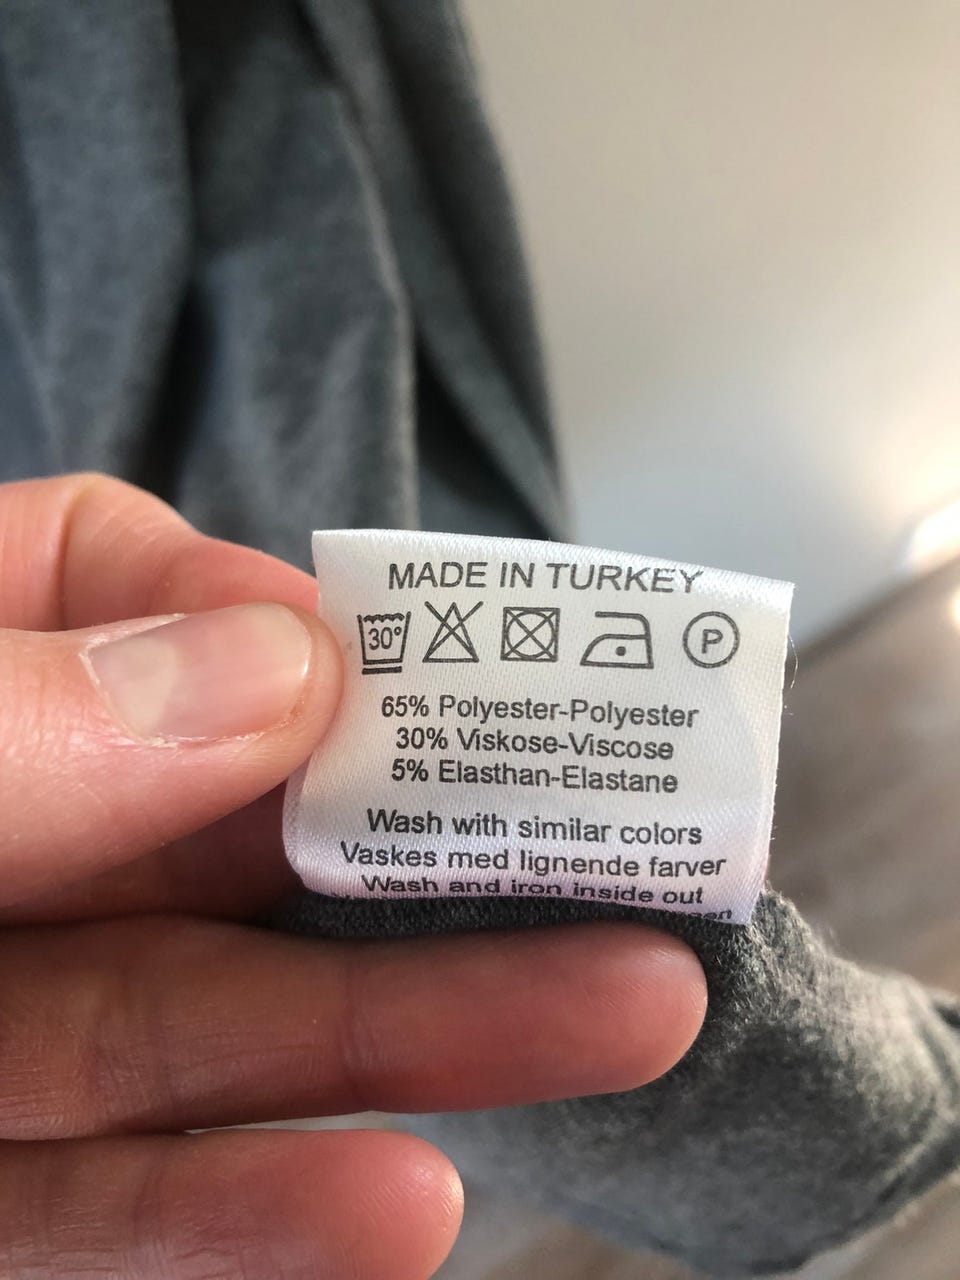 MADE IN TURKEY
30° P
65% Polyester-Polyester
30% Viskose-Viscose
5% Elasthan-Elastane
Wash with similar colors
Vaskes med lignende farver
Wash and iron inside out